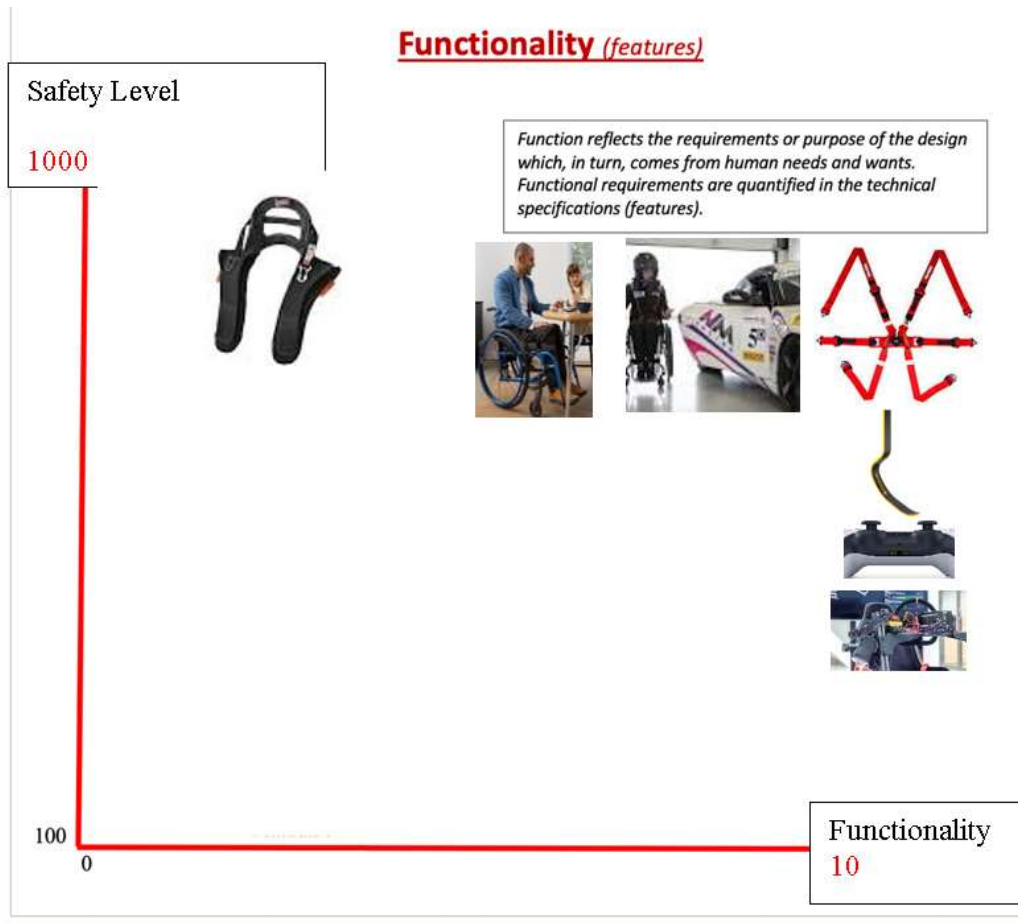 Functionality (features)
Safety Level
1000
Function reflects the requirements or purpose of the design
which, in turn, comes from human needs and wants.
Functional requirements are quantified in the technical
specifications (features).
100
0
Functionality
10